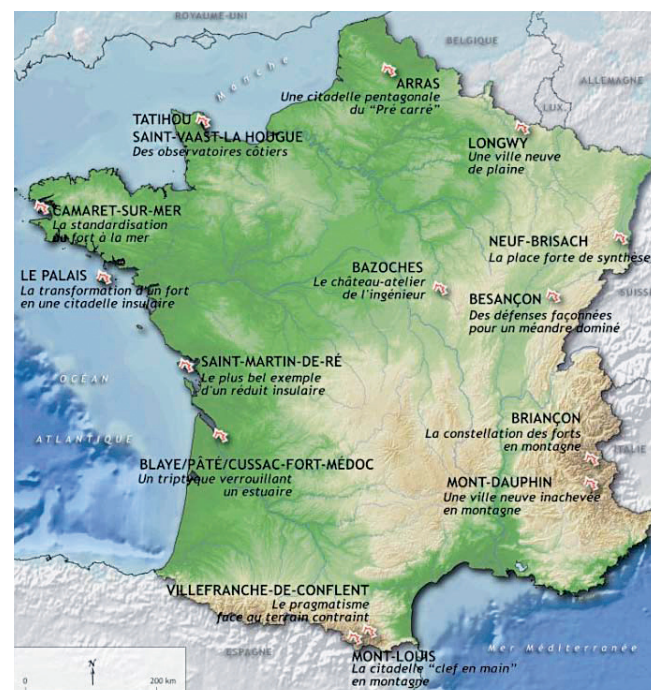 ROYAUME-UNI
BELGIQUE
ALLEMAGNE
LUX.
Manche
ARRAS
Une citadelle pentagonale
du "Pré carré"
TATIHOU
SAINT-VAAST-LA HOUGUE
Des observatoires côtiers
LONGWY
Une ville neuve
de plaine
CAMARET-SUR-MER
La standardisation
du fort à la mer
NEUF-BRISACH
La place forte de synthèse
LE PALAIS
La transformation d'un fort
en une citadelle insulaire
BAZOCHES
Le château-atelier
de l'ingénieur
BESANÇON
Des défenses façonnées
pour un méandre dominé
SUISSE
SAINT-MARTIN-DE-RÉ
Le plus bel exemple
d'un réduit insulaire
OCÉAN
ATLANTIQUE
BRIANÇON
La constellation des forts
en montagne
ITALIE
BLAYE/PÂTÉ/CUSSAC-FORT-MÉDOC
Un triptyque verrouillant
un estuaire
MONT-DAUPHIN
Une ville neuve inachevée
en montagne
VILLEFRANCHE-DE-CONFLENT
Le pragmatisme
face au terrain contraint
Mer Méditerranée
ESPAGNE
MONT-LOUIS
La citadelle "clef en main"
en montagne
N
0 200 km